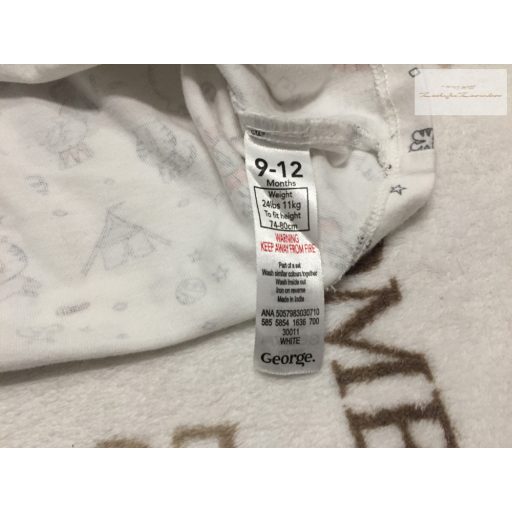 9-12
Months
Weight
24lbs 11kg
To fit height
74-80cm
WARNING
KEEP AWAY FROM FIRE
Part of a set
Wash similar colours together
Wash inside out
Iron on reverse
Made in India
ANA 5057983030710
585 5854 1636 700
30011
WHITE
George.
ME